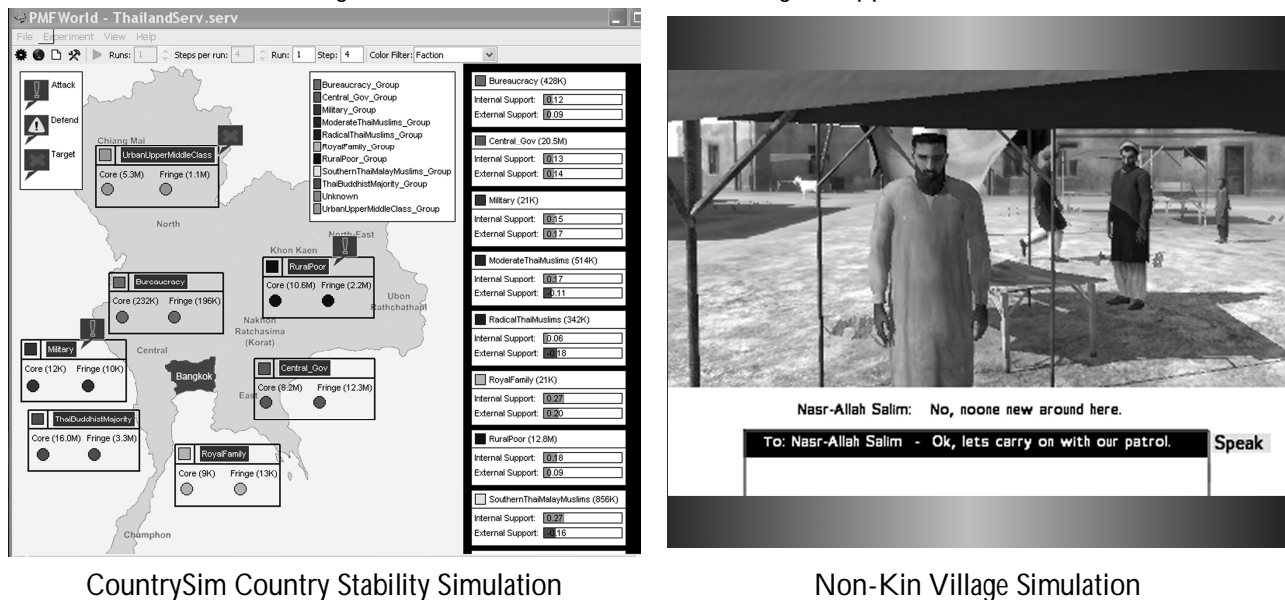 PMFWorld - ThailandServ.serv
File Experiment View Help
Runs: 1 Steps per run: 4 Run: 1 Step: 4 Color Filter: Faction
Attack
Defend
Target
Bureaucracy_Group
Central_Gov_Group
Military_Group
ModerateThaiMuslims_Group
RadicalThaiMuslims_Group
RoyalFamily_Group
RuralPoor_Group
SouthernThaiMalayMuslims_Group
ThaiBuddhistMajority_Group
Unknown
UrbanUpperMiddleClass_Group
Chiang Mai
UrbanUpperMiddleClass
Core (5.3M) Fringe (1.1M)
North
North-East
Khon Kaen
RuralPoor
Core (10.6M) Fringe (2.2M)
Bureaucracy
Core (232K) Fringe (196K)
Ubon
Rathchathani
Nakhon
Ratchasima
(Korat)
Military
Core (12K) Fringe (10K)
Central
Bangkok
Central_Gov
Core (8.2M) Fringe (12.3M)
East
ThaiBuddhistMajority
Core (16.0M) Fringe (3.3M)
RoyalFamily
Core (9K) Fringe (13K)
Chumphon
Bureaucracy (428K)
Internal Support: 0.12
External Support: 0.09
Central_Gov (20.5M)
Internal Support: 0.13
External Support: 0.14
Military (21K)
Internal Support: 0.15
External Support: 0.17
ModerateThaiMuslims (514K)
Internal Support: 0.17
External Support: -0.11
RadicalThaiMuslims (342K)
Internal Support: 0.06
External Support: -0.18
RoyalFamily (21K)
Internal Support: 0.27
External Support: 0.20
RuralPoor (12.8M)
Internal Support: 0.18
External Support: 0.09
SouthernThaiMalayMuslims (856K)
Internal Support: 0.27
External Support: -0.16
Nasr-Allah Salim: No, noone new around here.
To: Nasr-Allah Salim - Ok, lets carry on with our patrol.
Speak
CountrySim Country Stability Simulation
Non-Kin Village Simulation